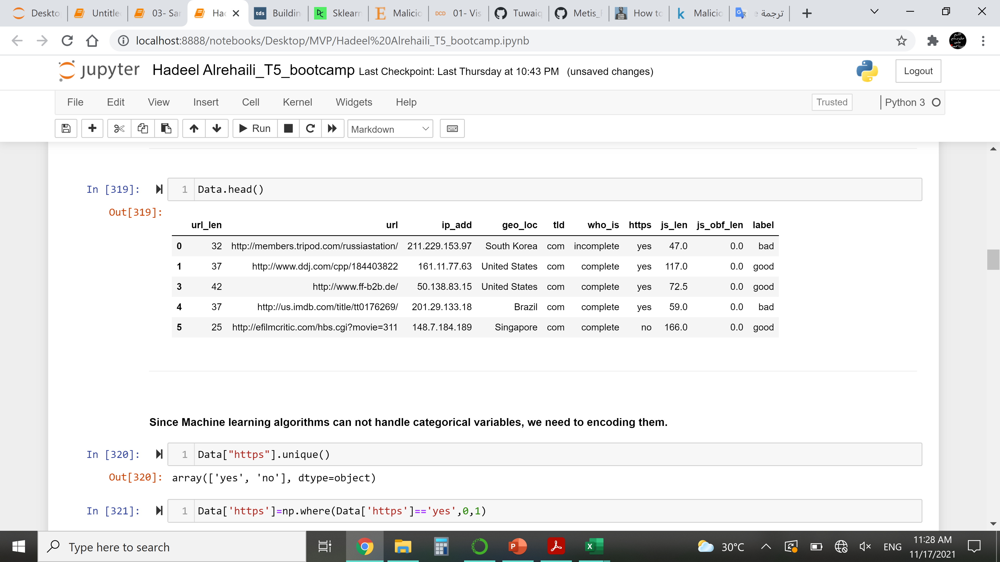 Deskto
Untitle
03- Sar
Hac
tds Buildin
Sklearn
E Malicio
DCD 01- Vis
Tuwaiq
Metis_
How to
k Malicio
ترجمة e
localhost:8888/notebooks/Desktop/MVP/Hadeel%20Alrehaili_T5_bootcamp.ipynb
jupyter Hadeel Alrehaili_T5_bootcamp Last Checkpoint: Last Thursday at 10:43 PM (unsaved changes)
Logout
File Edit View Insert Cell Kernel Widgets Help Trusted Python 3
Run Markdown
In [319]: 1 Data.head()
Out[319]:
url_len url ip_add geo_loc tld who_is https js_len js_obf_len label
0 32 http://members.tripod.com/russiastation/ 211.229.153.97 South Korea com incomplete yes 47.0 0.0 bad
1 37 http://www.ddj.com/cpp/184403822 161.11.77.63 United States com complete yes 117.0 0.0 good
3 42 http://www.ff-b2b.de/ 50.138.83.15 United States com complete yes 72.5 0.0 good
4 37 http://us.imdb.com/title/tt0176269/ 201.29.133.18 Brazil com complete yes 59.0 0.0 bad
5 25 http://efilmcritic.com/hbs.cgi?movie=311 148.7.184.189 Singapore com complete no 166.0 0.0 good
Since Machine learning algorithms can not handle categorical variables, we need to encoding them.
In [320]: 1 Data["https"].unique()
Out[320]: array(['yes', 'no'], dtype=object)
In [321]: 1 Data['https']=np.where(Data['https']=='yes',0,1)
Type here to search
30°C
ENG
11:28 AM
11/17/2021